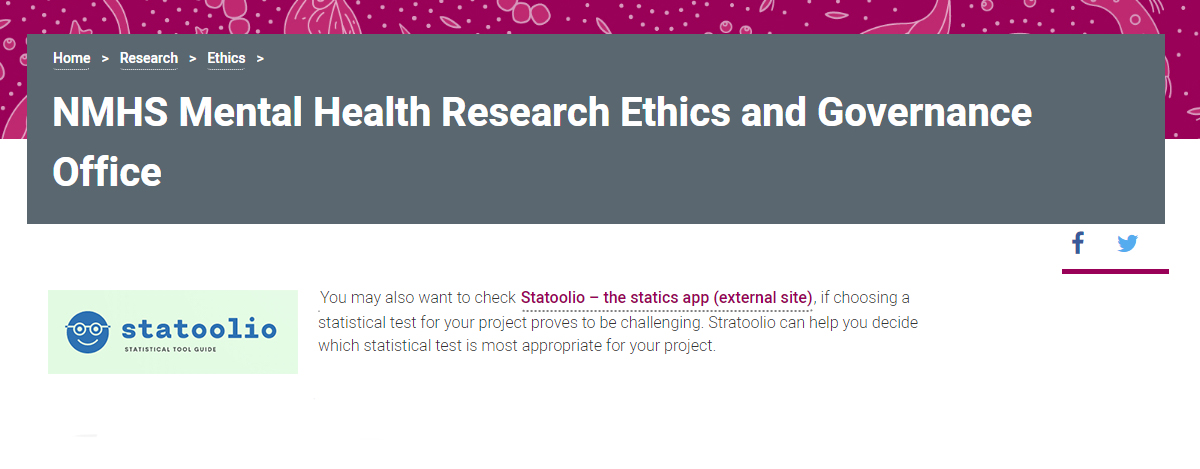 Home > Research > Ethics >
NMHS Mental Health Research Ethics and Governance
Office
statoolio
STATISTICAL TOOL GUIDE
You may also want to check Statoolio – the statics app (external site), if choosing a
statistical test for your project proves to be challenging. Stratoolio can help you decide
which statistical test is most appropriate for your project.